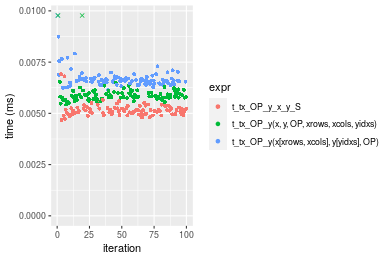 0.0100
0.0075
0.0050
0.0025
0.0000
time (ms)
0
25
50
75
100
iteration
expr
t_tx_OP_y_x_y_S
t_tx_OP_y(x, y, OP, xrows, xcols, yidxs)
t_tx_OP_y(x[xrows, xcols], y[yidxs], OP)